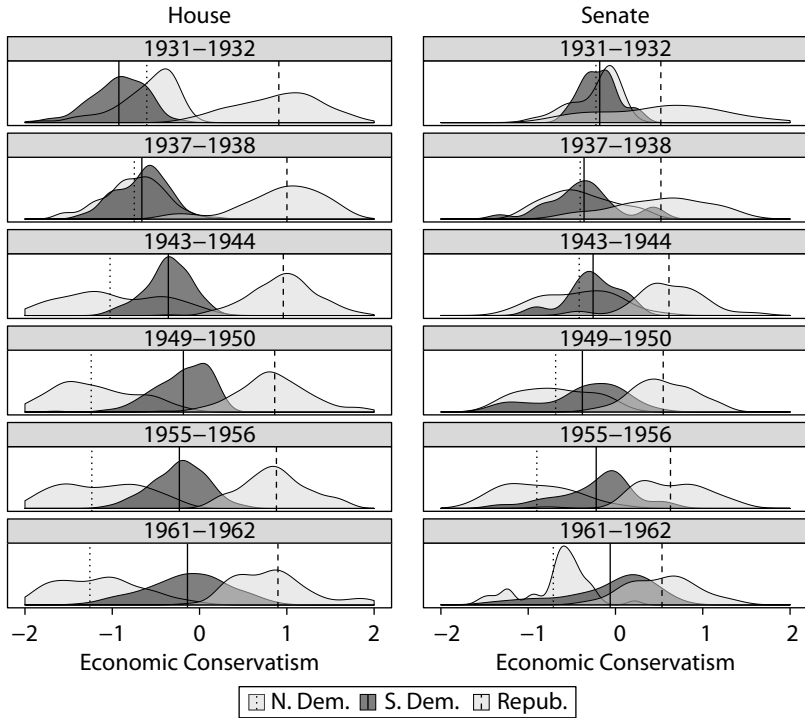 House
1931–1932
1937–1938
1943–1944
1949–1950
1955–1956
1961–1962
−2 −1 0 1 2
Economic Conservatism
Senate
1931–1932
1937–1938
1943–1944
1949–1950
1955–1956
1961–1962
−2 −1 0 1 2
Economic Conservatism
N. Dem. S. Dem. Repub.